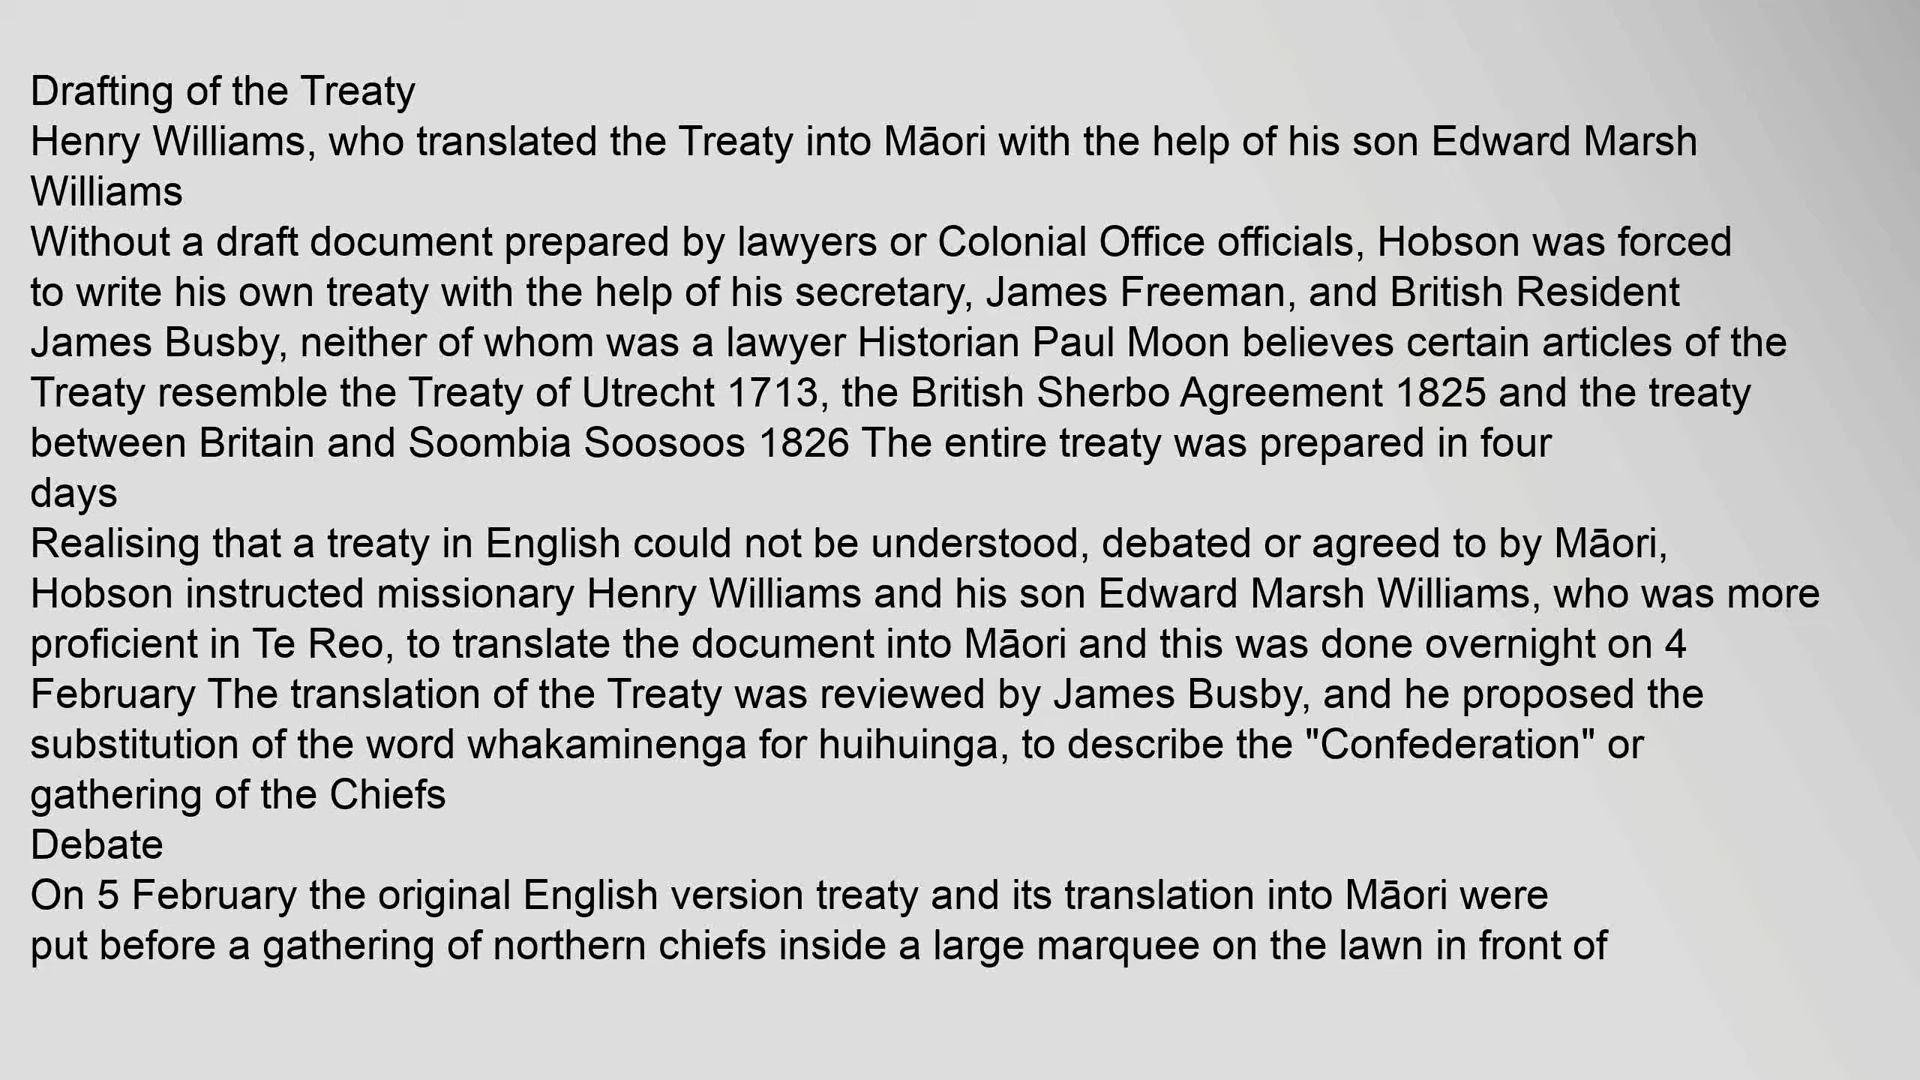 Drafting of the Treaty
Henry Williams, who translated the Treaty into Māori with the help of his son Edward Marsh
Williams
Without a draft document prepared by lawyers or Colonial Office officials, Hobson was forced
to write his own treaty with the help of his secretary, James Freeman, and British Resident
James Busby, neither of whom was a lawyer Historian Paul Moon believes certain articles of the
Treaty resemble the Treaty of Utrecht 1713, the British Sherbo Agreement 1825 and the treaty
between Britain and Soombia Soosoos 1826 The entire treaty was prepared in four
days
Realising that a treaty in English could not be understood, debated or agreed to by Māori,
Hobson instructed missionary Henry Williams and his son Edward Marsh Williams, who was more
proficient in Te Reo, to translate the document into Māori and this was done overnight on 4
February The translation of the Treaty was reviewed by James Busby, and he proposed the
substitution of the word whakaminenga for huihuinga, to describe the "Confederation" or
gathering of the Chiefs
Debate
On 5 February the original English version treaty and its translation into Māori were
put before a gathering of northern chiefs inside a large marquee on the lawn in front of